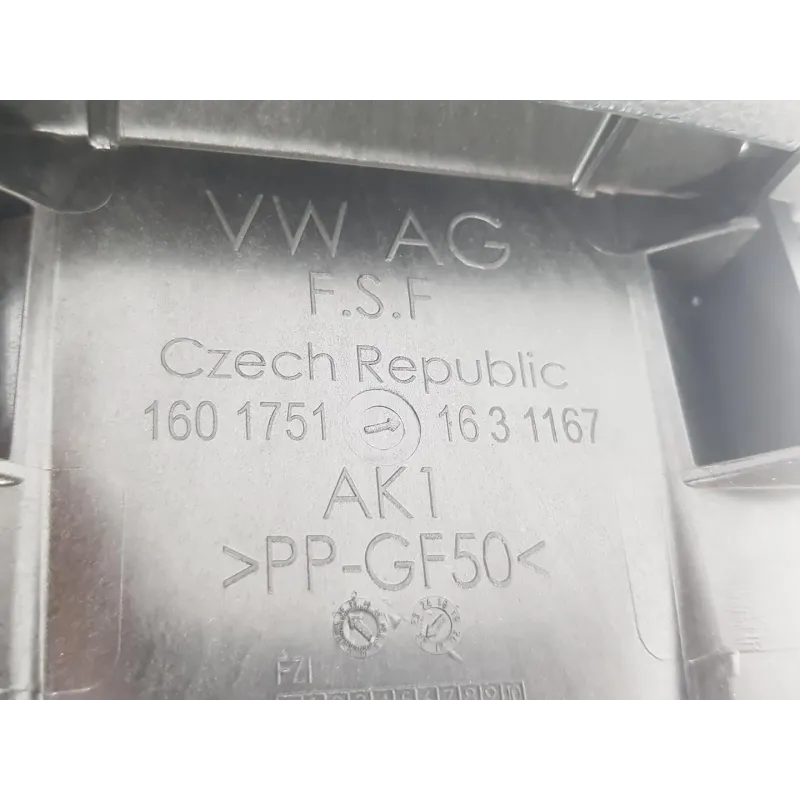 VW AG
F.S.F
Czech Republic
160 1751 16 3 1167
AK1
>PP-GF50<
FZI